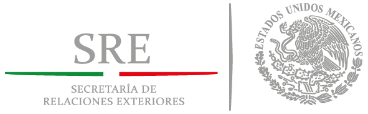 SRE
SECRETARÍA DE
RELACIONES EXTERIORES
ESTADOS UNIDOS MEXICANOS